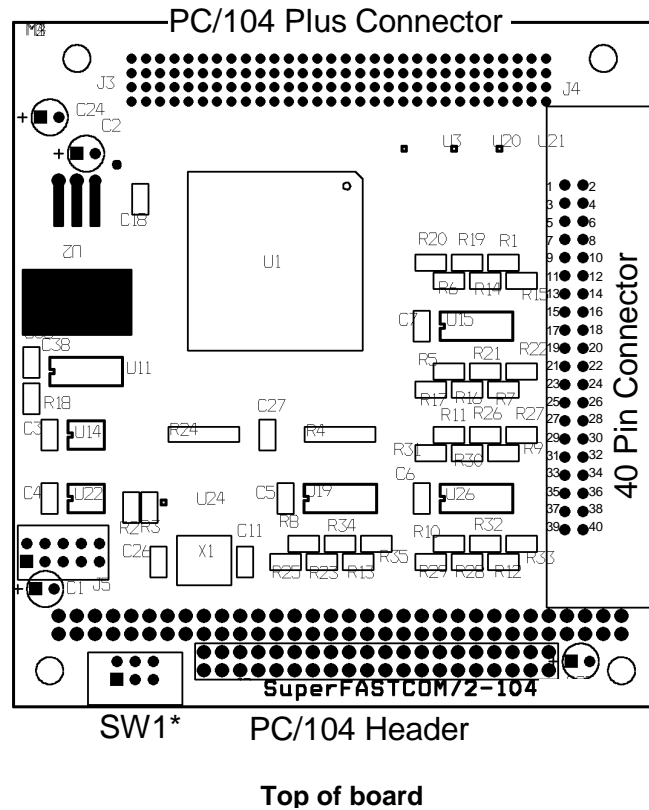 PC/104 Plus Connector
J3
J4
C24
C2
U3 U20 U21
1 2
3 4
5 6
7 8
9 10
11 12
13 14
15 16
17 18
19 20
21 22
23 24
25 26
27 28
29 30
31 32
33 34
35 36
37 38
39 40
40 Pin Connector
C18
U2
U1
R20 R19 R1
R6 R14 R15
C7 U15
C38
U11
R18
R5 R21 R22
R17 R16 R7
C3 U14
R24
C27
R4
R11 R26 R27
R31 R30 R9
C4 U22
R2 R3
U24
C5 U19
C6 U26
R8 R34 R35
R25 R23 R13
R10 R32 R33
R29 R28 R12
C26 X1 C11
J5
C1
SuperFASTCOM/2-104
SW1* PC/104 Header
Top of board